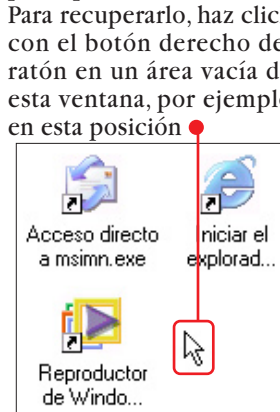 Para recuperarlo, haz clic
con el botón derecho de
ratón en un área vacía d
esta ventana, por ejemplo
en esta posición
Acceso directo
a msimn.exe
Iniciar el
explorad...
Reproductor
de Windo...